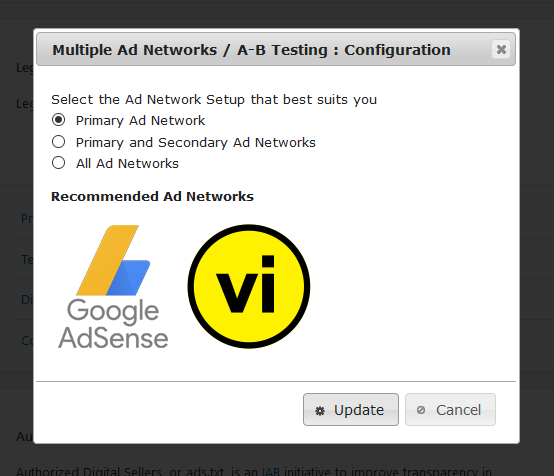 Multiple Ad Networks / A-B Testing : Configuration
Leg
Select the Ad Network Setup that best suits you
Leg
Primary Ad Network
Primary and Secondary Ad Networks
All Ad Networks
Recommended Ad Networks
Pr
Te
Di
Co
Google
AdSense
vi
Update
Cancel
Au
Authorized Digital Sellers, or ads.txt, is an IAB initiative to improve transparency in